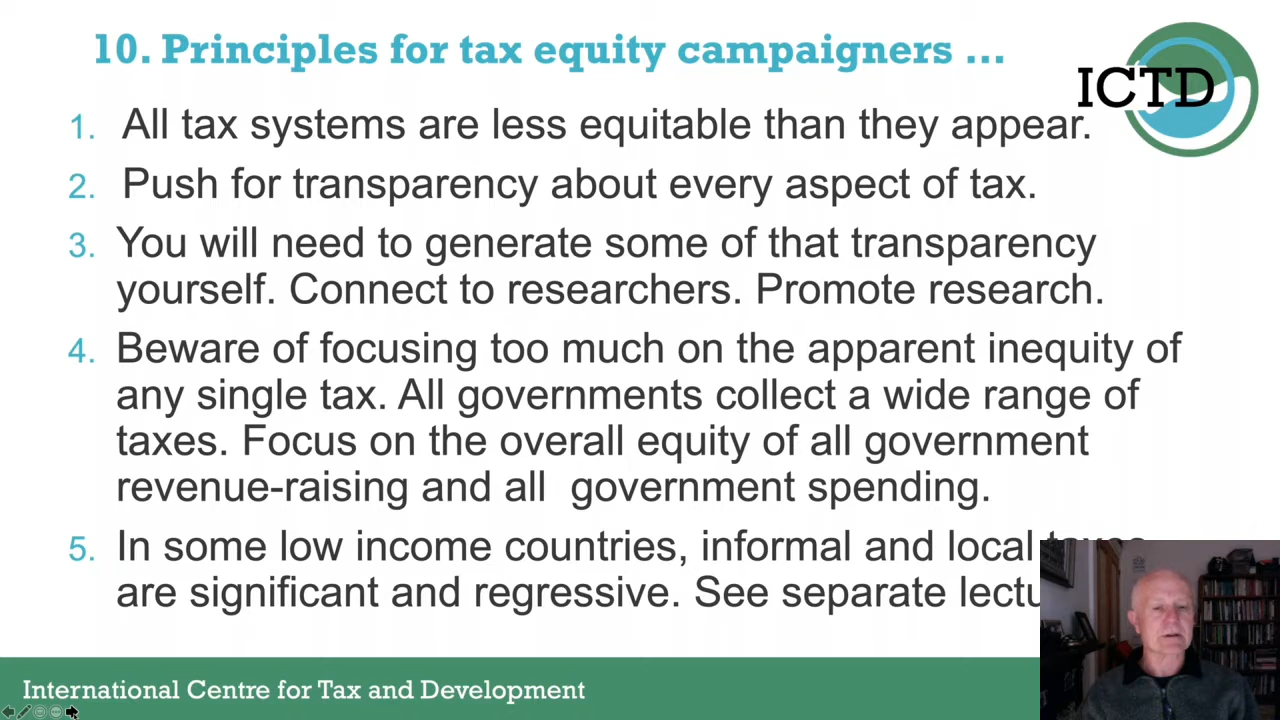 10. Principles for tax equity campaigners ...
ICTD
1. All tax systems are less equitable than they appear.
2. Push for transparency about every aspect of tax.
3. You will need to generate some of that transparency
yourself. Connect to researchers. Promote research.
4. Beware of focusing too much on the apparent inequity of
any single tax. All governments collect a wide range of
taxes. Focus on the overall equity of all government
revenue-raising and all government spending.
5. In some low income countries, informal and local taxes
are significant and regressive. See separate
International Centre for Tax and Development